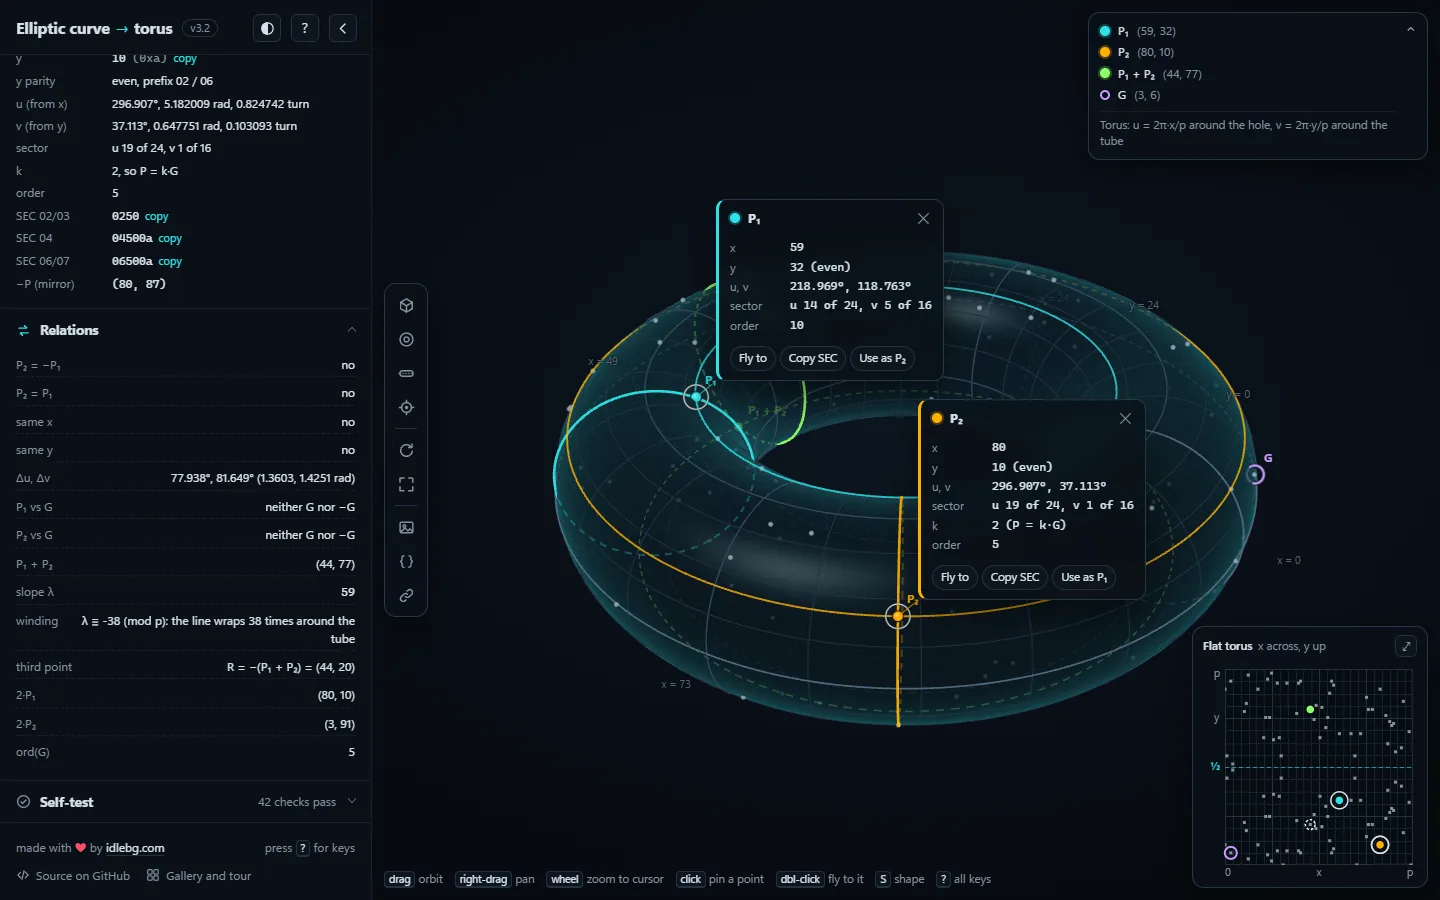 Elliptic curve → torus v3.2
?
y 10 (0xa) copy
y parity even, prefix 02 / 06
u (from x) 296.907°, 5.182009 rad, 0.824742 turn
v (from y) 37.113°, 0.647751 rad, 0.103093 turn
sector u 19 of 24, v 1 of 16
k 2, so P = k·G
order 5
SEC 02/03 0250 copy
SEC 04 04500a copy
SEC 06/07 06500a copy
−P (mirror) (80, 87)
Relations
P₂ = −P₁ no
P₂ = P₁ no
same x no
same y no
Δu, Δv 77.938°, 81.649° (1.3603, 1.4251 rad)
P₁ vs G neither G nor −G
P₂ vs G neither G nor −G
P₁ + P₂ (44, 77)
slope λ 59
winding λ ≡ -38 (mod p): the line wraps 38 times around the
tube
third point R = −(P₁ + P₂) = (44, 20)
2·P₁ (80, 10)
2·P₂ (3, 91)
ord(G) 5
Self-test 42 checks pass
made with ❤ by idlebg.com press ? for keys
Source on GitHub Gallery and tour
P₁ (59, 32)
P₂ (80, 10)
P₁ + P₂ (44, 77)
G (3, 6)
Torus: u = 2π·x/p around the hole, v = 2π·y/p around the
tube
P₁
x 59
y 32 (even)
u, v 218.969°, 118.763°
sector u 14 of 24, v 5 of 16
order 10
Fly to Copy SEC Use as P₂
y = 24
x = 49
P₁
P₁ + P₂
y = 0
P₂
x 80
y 10 (even)
u, v 296.907°, 37.113°
sector u 19 of 24, v 1 of 16
k 2 (P = k·G)
order 5
Fly to Copy SEC Use as P₁
G
x = 0
P₂
x = 73
Flat torus x across, y up
p
y
½
0 x p
drag orbit right-drag pan wheel zoom to cursor click pin a point dbl-click fly to it S shape ? all keys